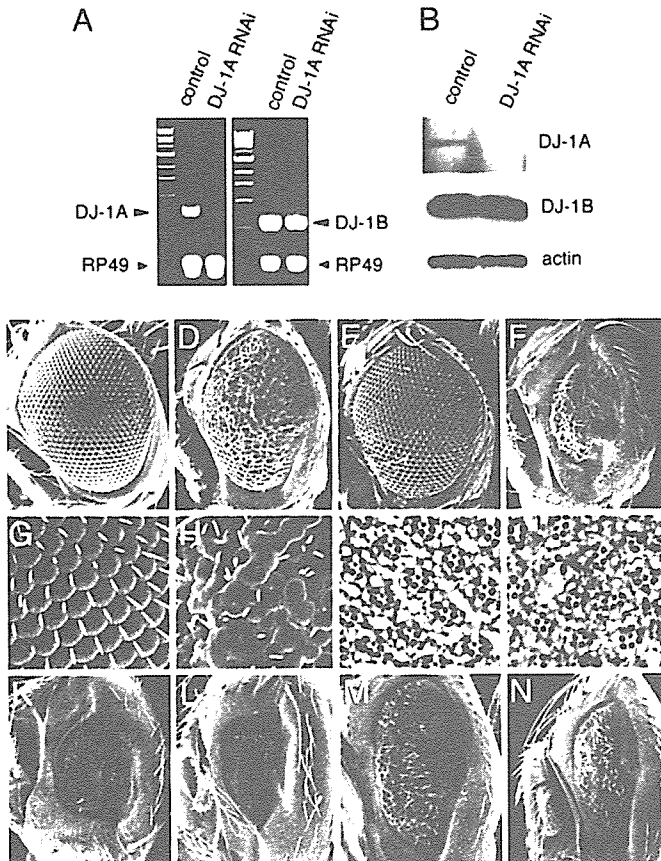 A
B
control
DJ-1A RNAi
control
DJ-1A RNAi
control
DJ-1A RNAi
DJ-1A
DJ-1A
DJ-1B
DJ-1B
RP49
RP49
actin
D
E
F
G
H
M
N